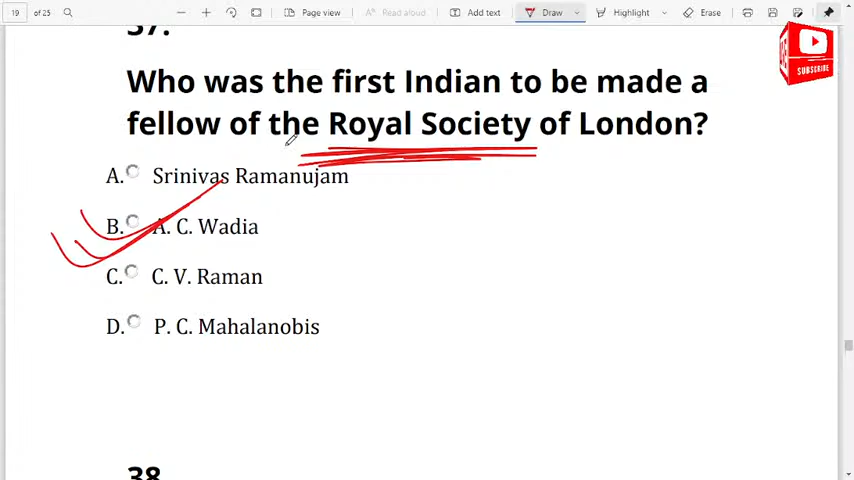 19 of 25 Page view Read aloud Add text Draw Highlight Erase
37.
Who was the first Indian to be made a
fellow of the Royal Society of London?
A. Srinivas Ramanujam
B. A. C. Wadia
C. C. V. Raman
D. P. C. Mahalanobis
38
SUBSCRIBE